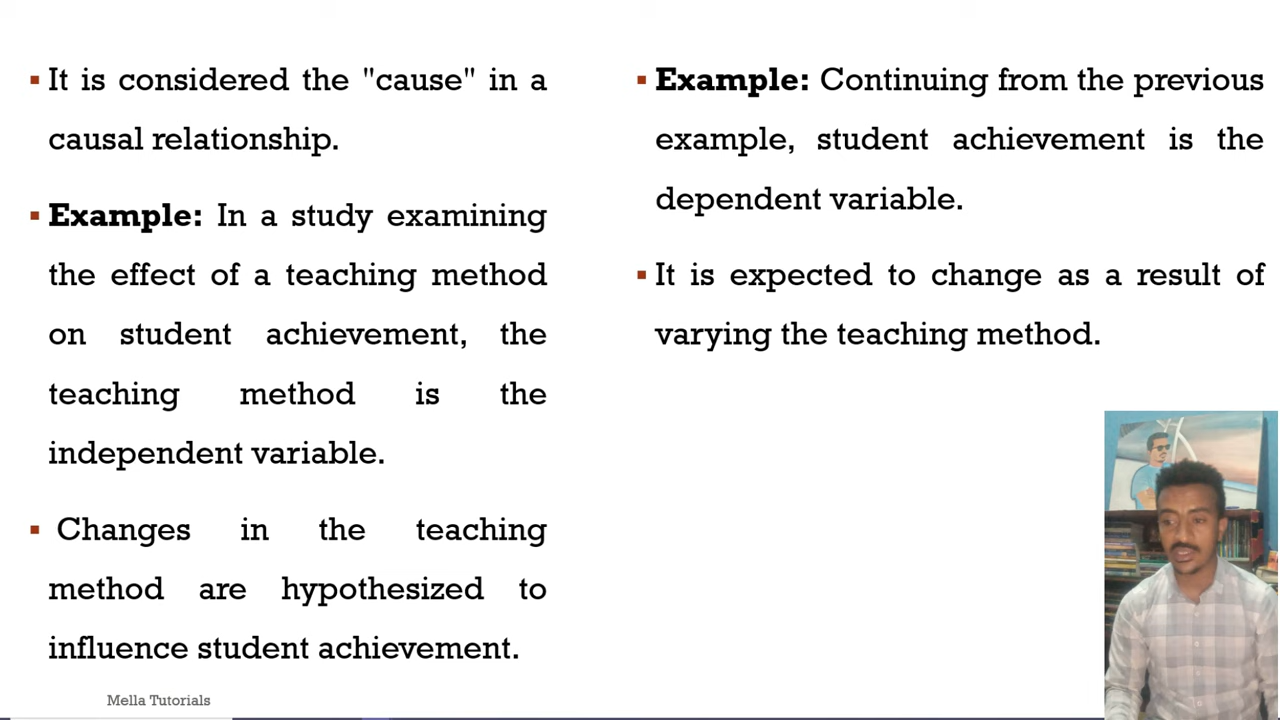 It is considered the "cause" in a
causal relationship.
Example: In a study examining
the effect of a teaching method
on student achievement, the
teaching method is the
independent variable.
Changes in the teaching
method are hypothesized to
influence student achievement.
Example: Continuing from the previous
example, student achievement is the
dependent variable.
It is expected to change as a result of
varying the teaching method.
Mella Tutorials